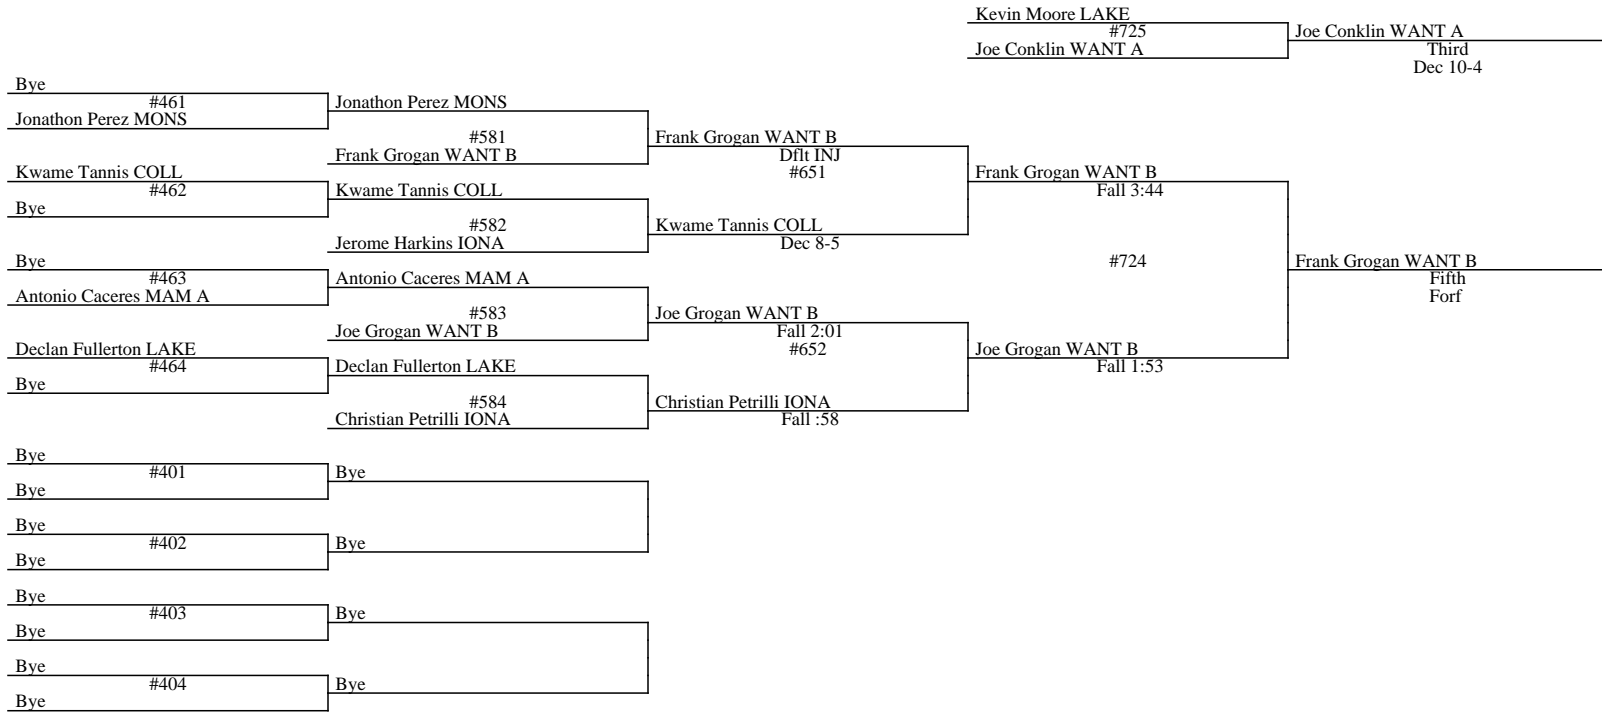 Kevin Moore LAKE
#725
Joe Conklin WANT A
Joe Conklin WANT A
Third
Dec 10-4
Bye
#461
Jonathon Perez MONS
Jonathon Perez MONS
#581
Frank Grogan WANT B
Frank Grogan WANT B
Dflt INJ
#651
Kwame Tannis COLL
#462
Bye
Kwame Tannis COLL
#582
Jerome Harkins IONA
Kwame Tannis COLL
Dec 8-5
Frank Grogan WANT B
Fall 3:44
#724
Bye
#463
Antonio Caceres MAM A
Antonio Caceres MAM A
#583
Joe Grogan WANT B
Joe Grogan WANT B
Fall 2:01
#652
Declan Fullerton LAKE
#464
Bye
Declan Fullerton LAKE
#584
Christian Petrilli IONA
Christian Petrilli IONA
Fall :58
Joe Grogan WANT B
Fall 1:53
Frank Grogan WANT B
Fifth
Forf
Bye
#401
Bye
Bye
Bye
#402
Bye
Bye
Bye
#403
Bye
Bye
Bye
#404
Bye
Bye